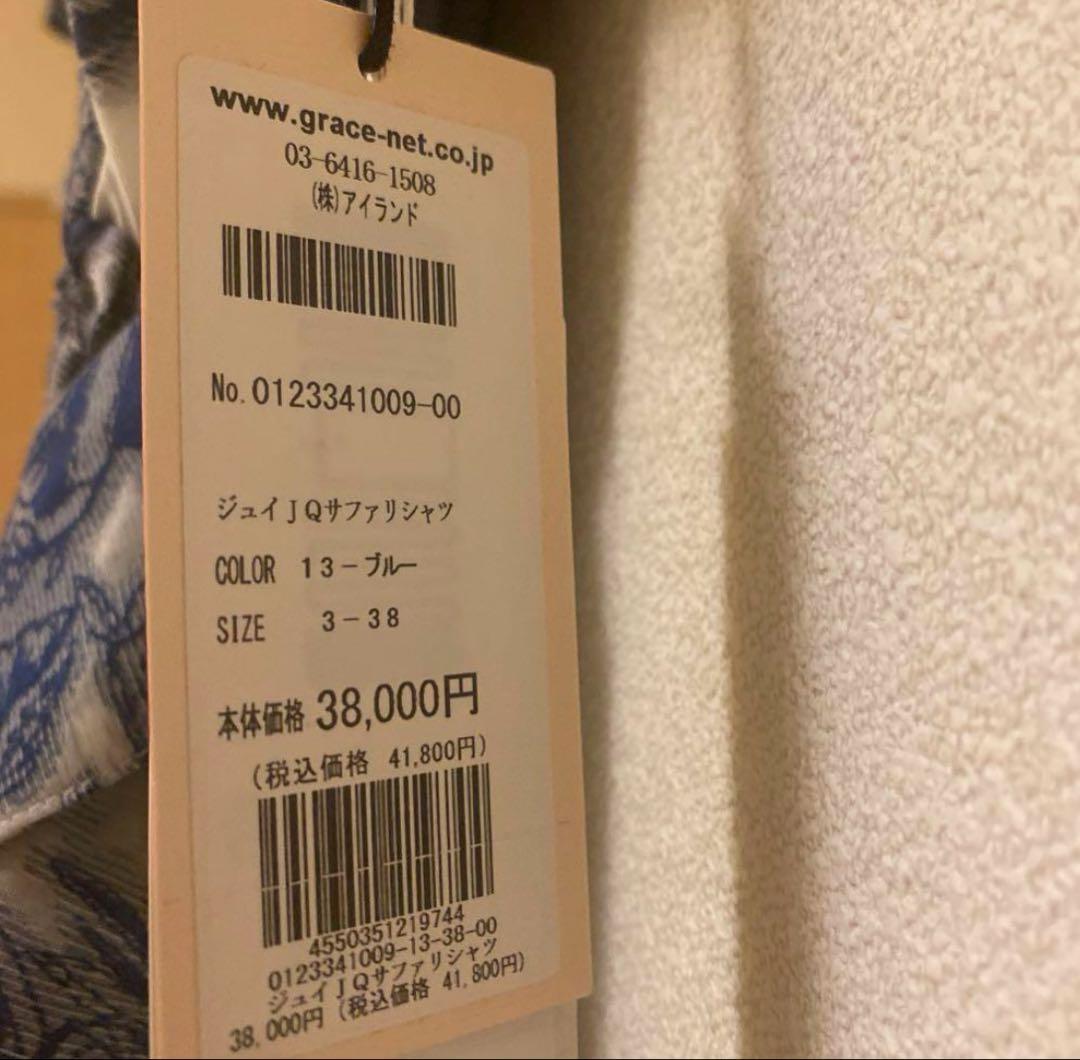 www.grace-net.co.jp
03-6416-1508
(株)アイランド
No.0123341009-00
ジュイJQサファリシャツ
COLOR 13-ブルー
SIZE 3-38
本体価格 38,000円
(税込価格 41,800円)
4550351219744
0123341009-13-38-00
ジュイJQサファリシャツ
38,000円 (税込価格 41,800円)